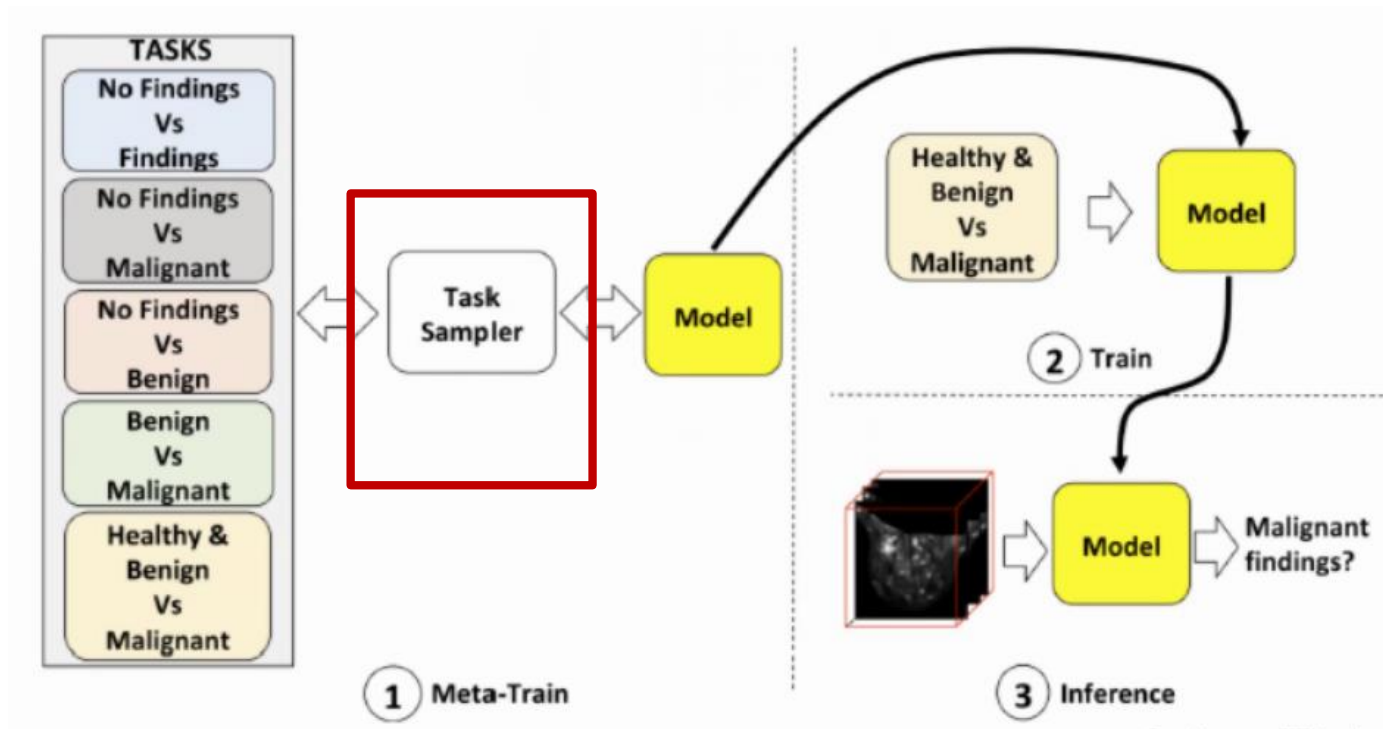 TASKS
No Findings
Vs
Findings
No Findings
Vs
Malignant
No Findings
Vs
Benign
Benign
Vs
Malignant
Healthy &
Benign
Vs
Malignant
Task
Sampler
Model
1 Meta-Train
Healthy &
Benign
Vs
Malignant
Model
2 Train
Model
Malignant
findings?
3 Inference